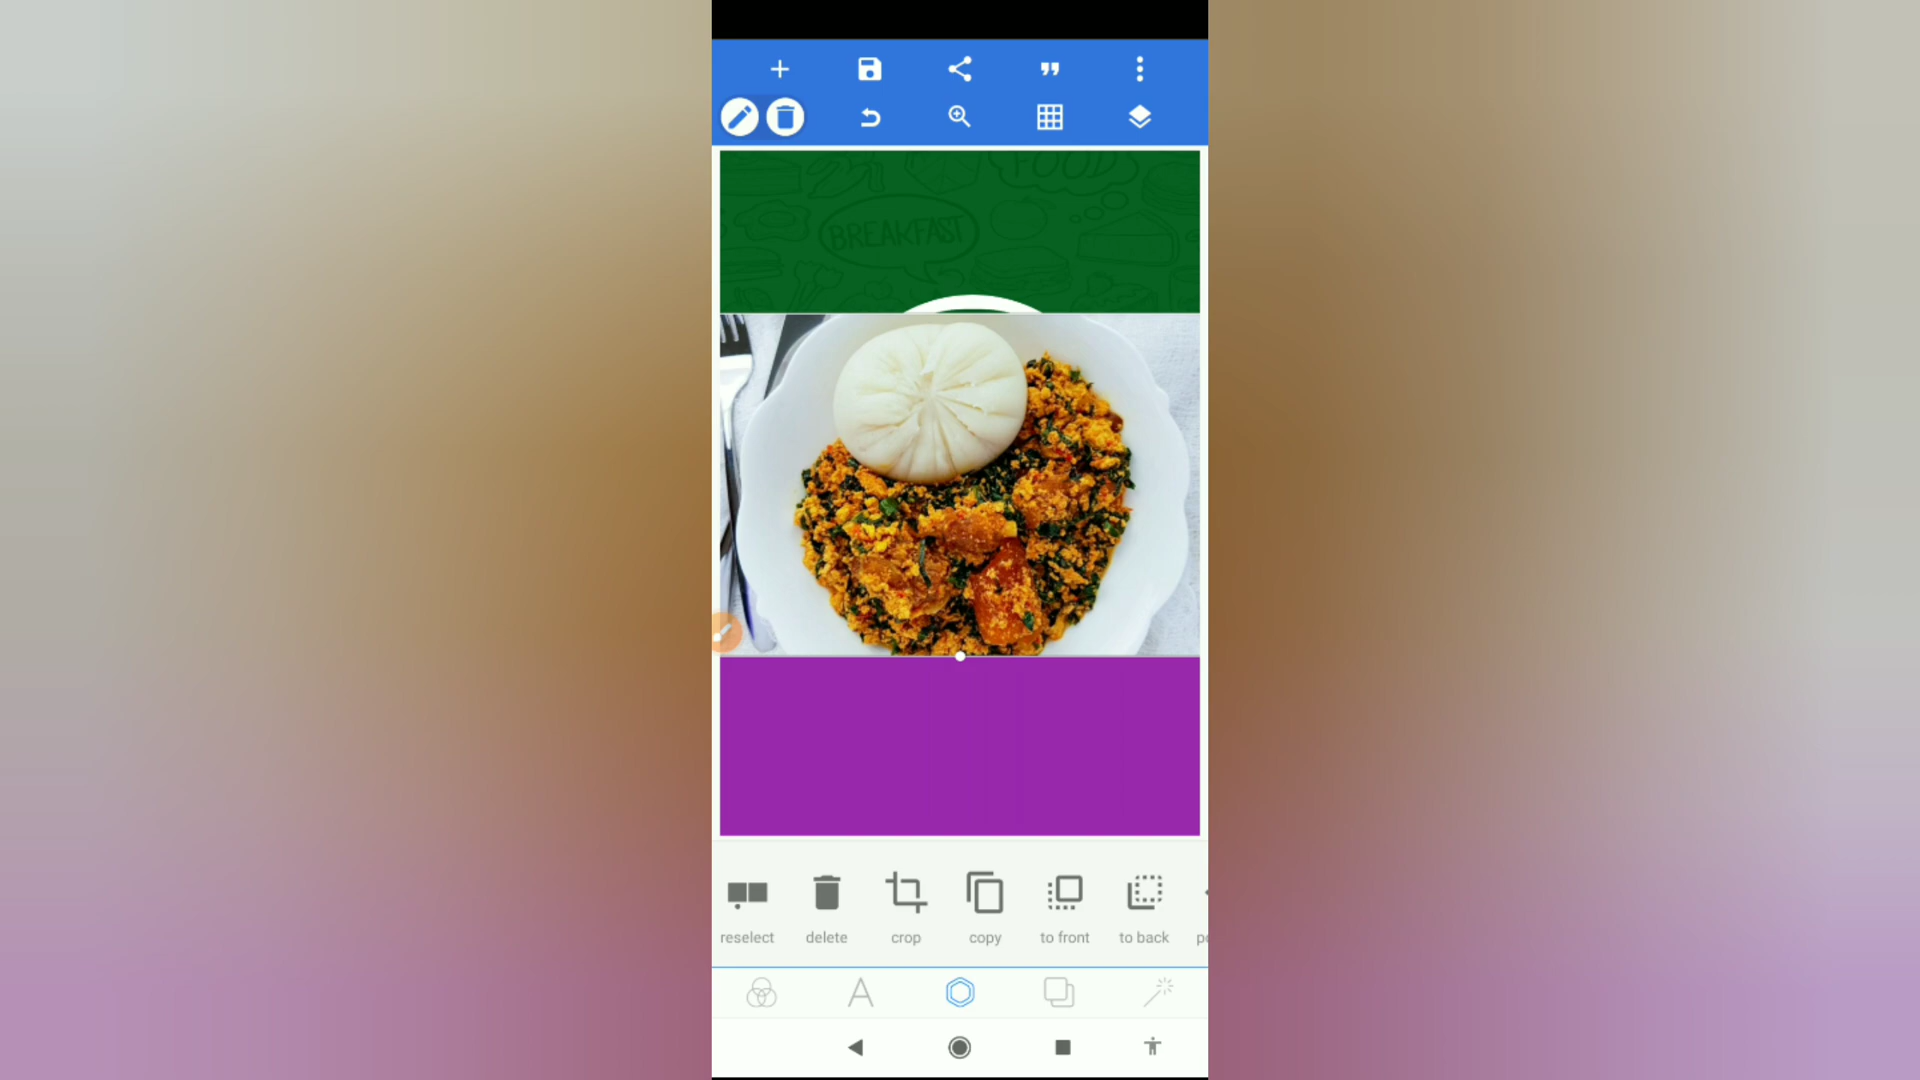 FOOD
BREAKFAST
reselect
delete
crop
copy
to front
to back